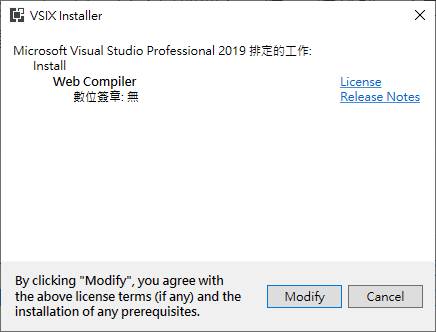 VSIX Installer
Microsoft Visual Studio Professional 2019 排定的工作:
Install
Web Compiler
License
數位簽章: 無
Release Notes
By clicking "Modify", you agree with
the above license terms (if any) and the
installation of any prerequisites.
Modify
Cancel